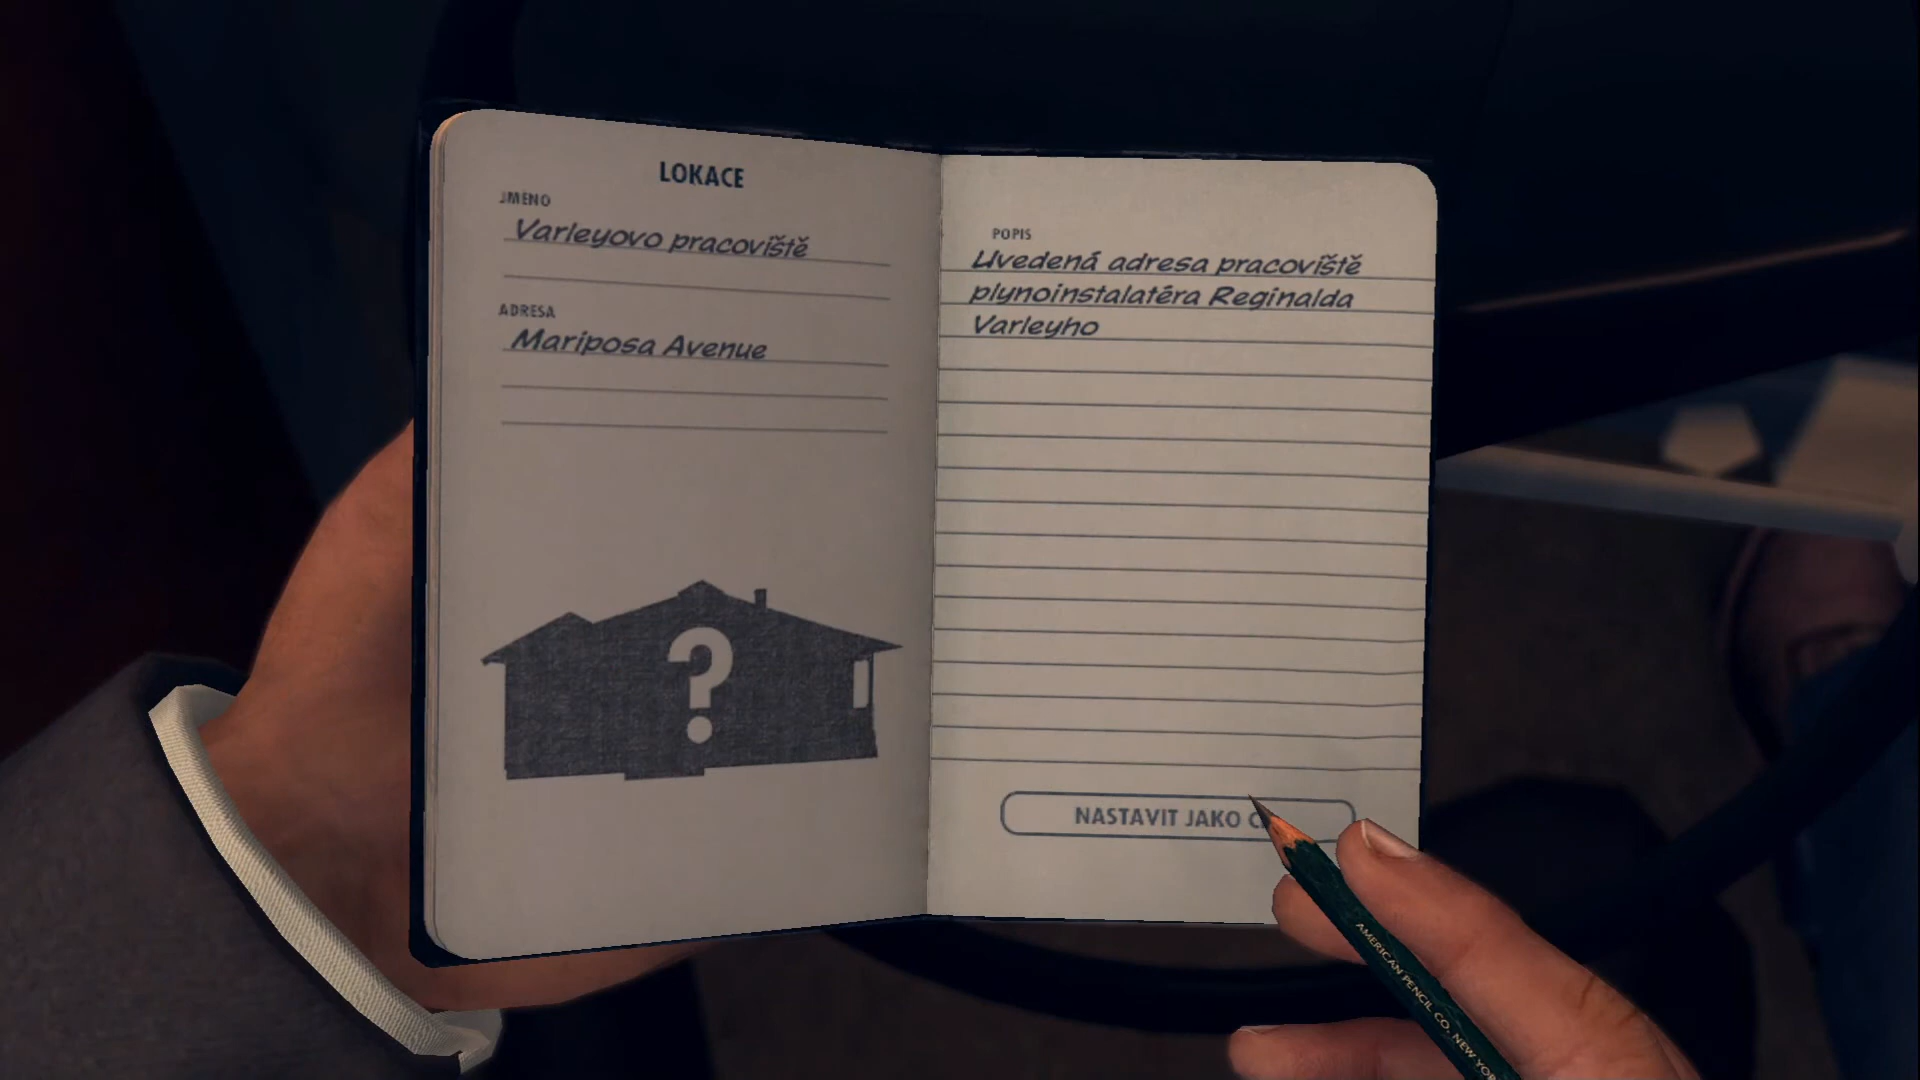 LOKACE
JMÉNO
Varleyovo pracoviště
ADRESA
Mariposa Avenue
POPIS
Uvedená adresa pracoviště
plynoinstalatéra Reginalda
Varleyho
NASTAVIT JAKO
AMERICAN PENCIL CO. NEW